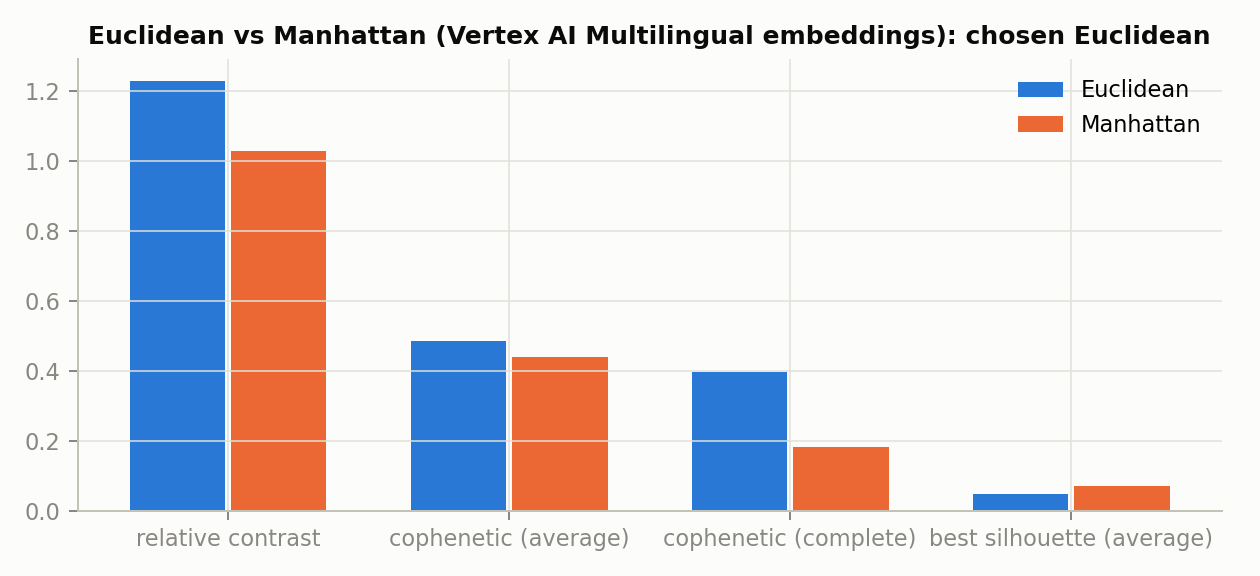 Euclidean vs Manhattan (Vertex AI Multilingual embeddings): chosen Euclidean
Euclidean
Manhattan
1.2
1.0
0.8
0.6
0.4
0.2
0.0
relative contrast
cophenetic (average)
cophenetic (complete)
best silhouette (average)